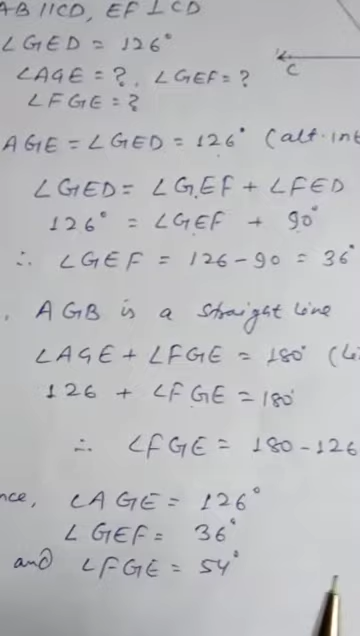 AB || CD, EF ⊥ CD
∠GED = 126°
C
∠AGE = ?, ∠GEF = ?
∠FGE = ?
AGE = ∠GED = 126° (alt. int
∠GED = ∠GEF + ∠FED
126° = ∠GEF + 90°
∴ ∠GEF = 126 - 90 = 36°
. AGB is a straight line
∠AGE + ∠FGE = 180° (Li
126 + ∠FGE = 180°
∴ ∠FGE = 180 - 126
nce, ∠AGE = 126°
∠GEF = 36°
and ∠FGE = 54°